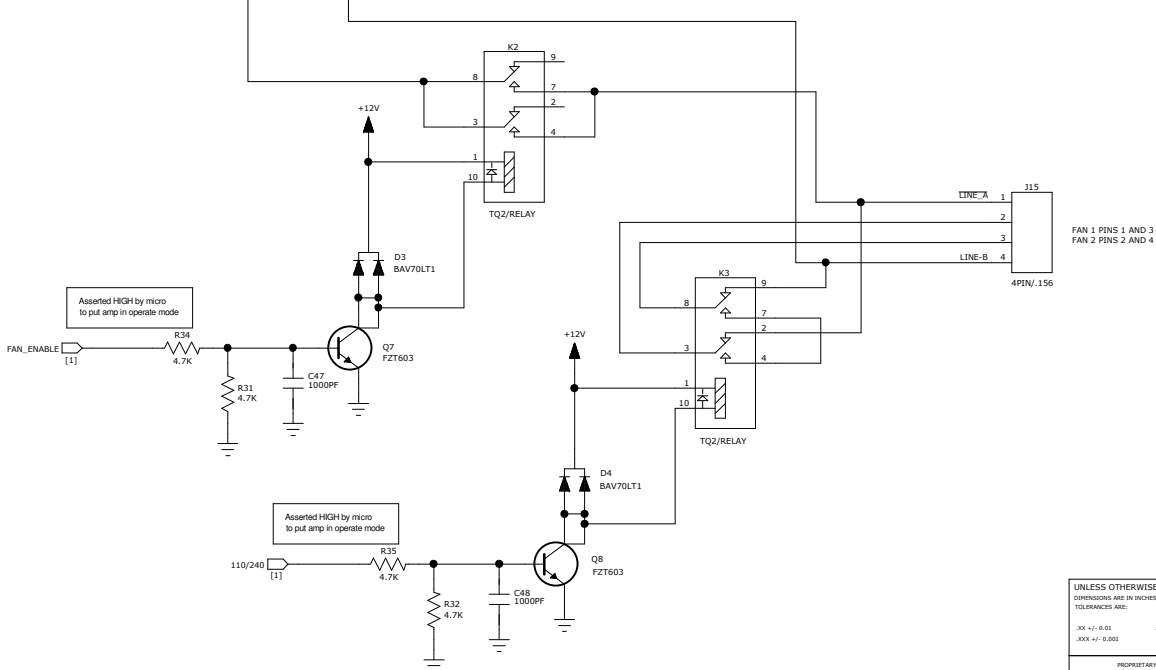 K2
9
8
7
2
3
4
+12V
1
10
TQ2/RELAY
D3
BAV70LT1
Asserted HIGH by micro
to put amp in operate mode
FAN_ENABLE
[1]
R34
4.7K
Q7
FZT603
R31
4.7K
C47
1000PF
LINE_A
LINE-B
J15
1
2
3
4
4PIN/.156
FAN 1 PINS 1 AND 3
FAN 2 PINS 2 AND 4
K3
9
8
7
2
3
4
+12V
1
10
TQ2/RELAY
D4
BAV70LT1
Asserted HIGH by micro
to put amp in operate mode
110/240
[1]
R35
4.7K
Q8
FZT603
R32
4.7K
C48
1000PF
UNLESS OTHERWISE
DIMENSIONS ARE IN INCHES
TOLERANCES ARE:
.XX +/- 0.01
.XXX +/- 0.001
PROPRIETARY